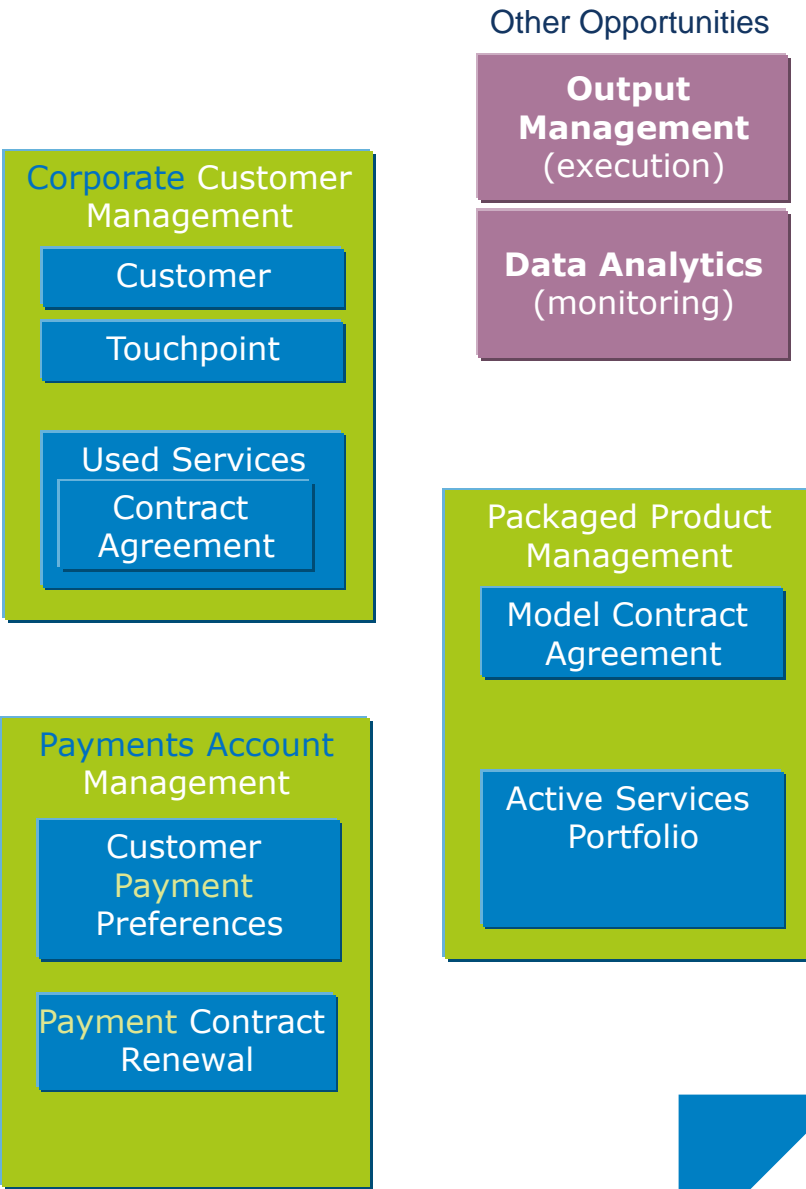 Other Opportunities
Output
Management
(execution)
Data Analytics
(monitoring)
Corporate Customer
Management
Customer
Touchpoint
Used Services
Contract
Agreement
Packaged Product
Management
Model Contract
Agreement
Active Services
Portfolio
Payments Account
Management
Customer
Payment
Preferences
Payment Contract
Renewal